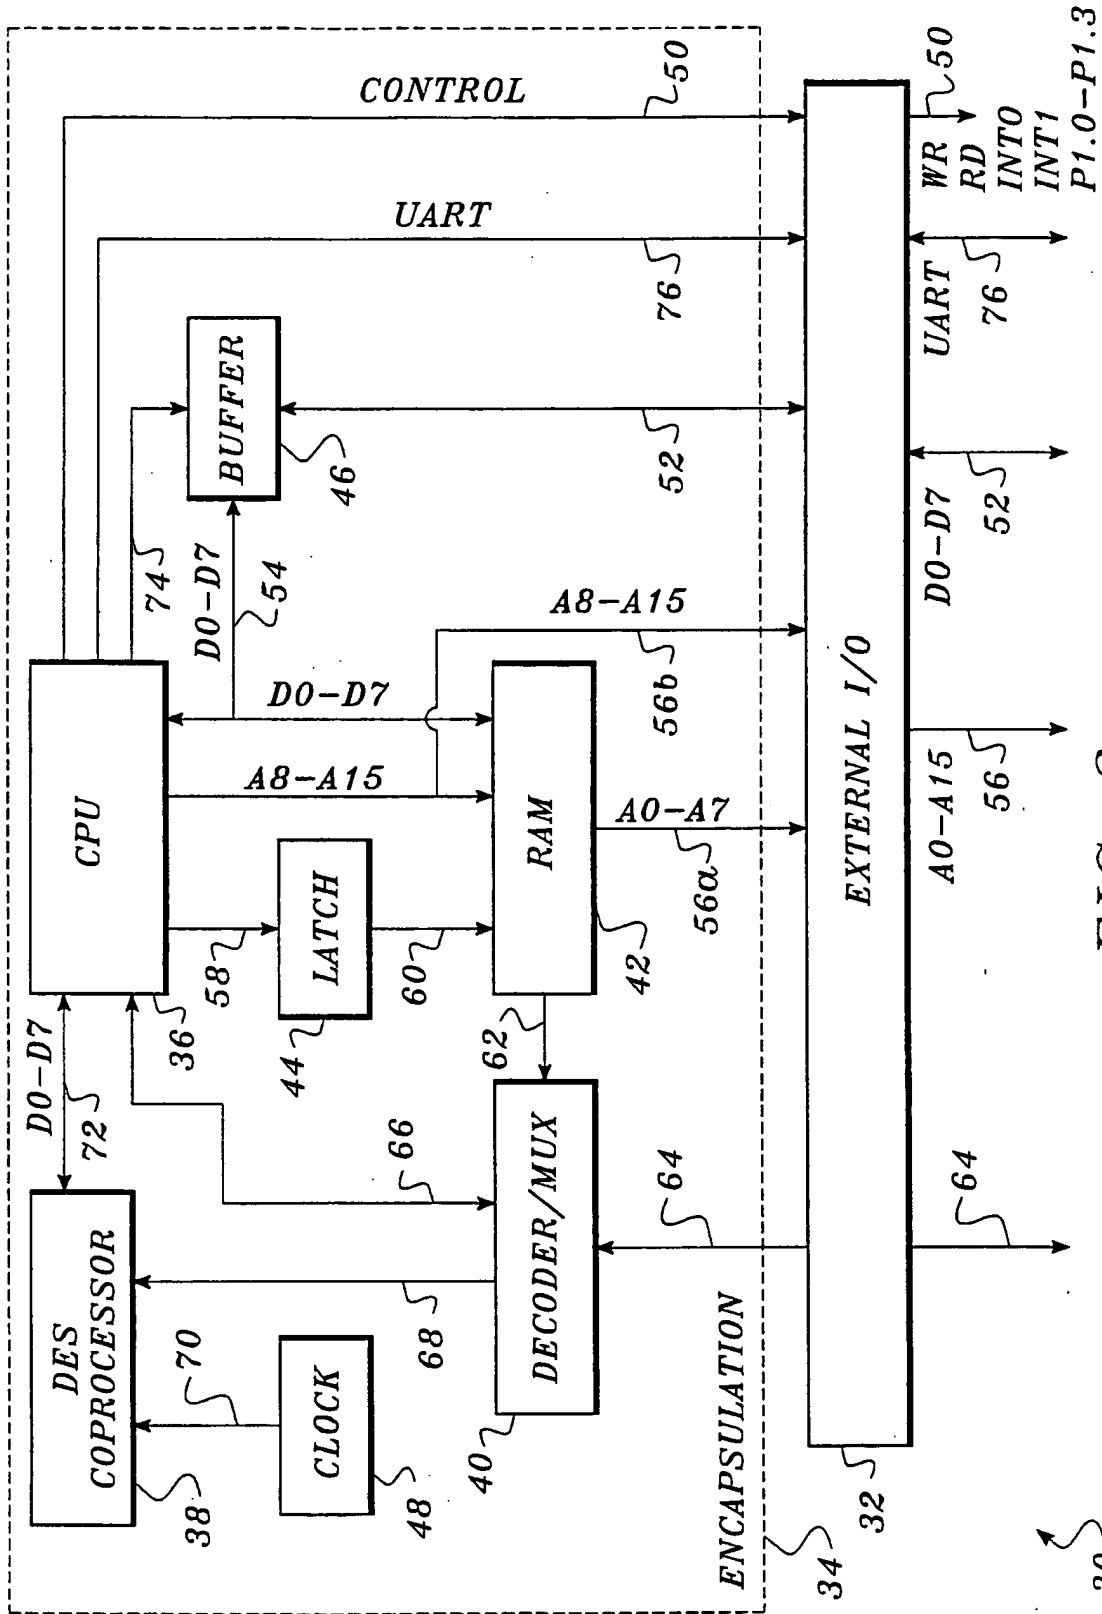 DES
COPROCESSOR
38
D0-D7
72
CPU
36
CONTROL
50
UART
76
74
BUFFER
46
D0-D7
54
52
70
CLOCK
48
68
66
58
LATCH
44
60
A8-A15
D0-D7
A8-A15
56b
DECODER/MUX
40
62
RAM
42
A0-A7
56a
64
ENCAPSULATION
34
EXTERNAL I/O
32
64
A0-A15
56
D0-D7
52
UART
76
WR
RD
INT0
INT1
P1.0-P1.3
50